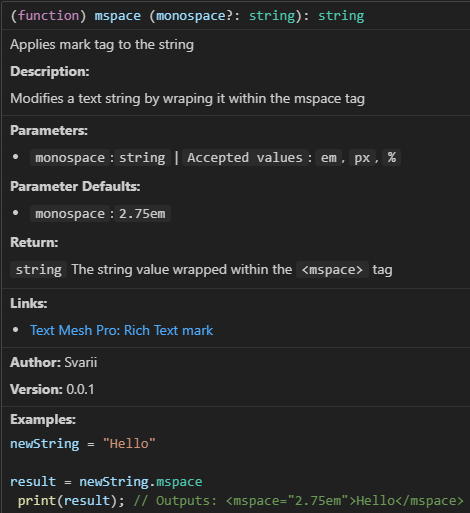 (function) mspace (monospace?: string): string
Applies mark tag to the string
Description:
Modifies a text string by wraping it within the mspace tag
Parameters:
• monospace : string | Accepted values : em , px , %
Parameter Defaults:
• monospace : 2.75em
Return:
string The string value wrapped within the <mspace> tag
Links:
• Text Mesh Pro: Rich Text mark
Author: Svarii
Version: 0.0.1
Examples:
newString = "Hello"
result = newString.mspace
print(result); // Outputs: <mspace="2.75em">Hello</mspace>